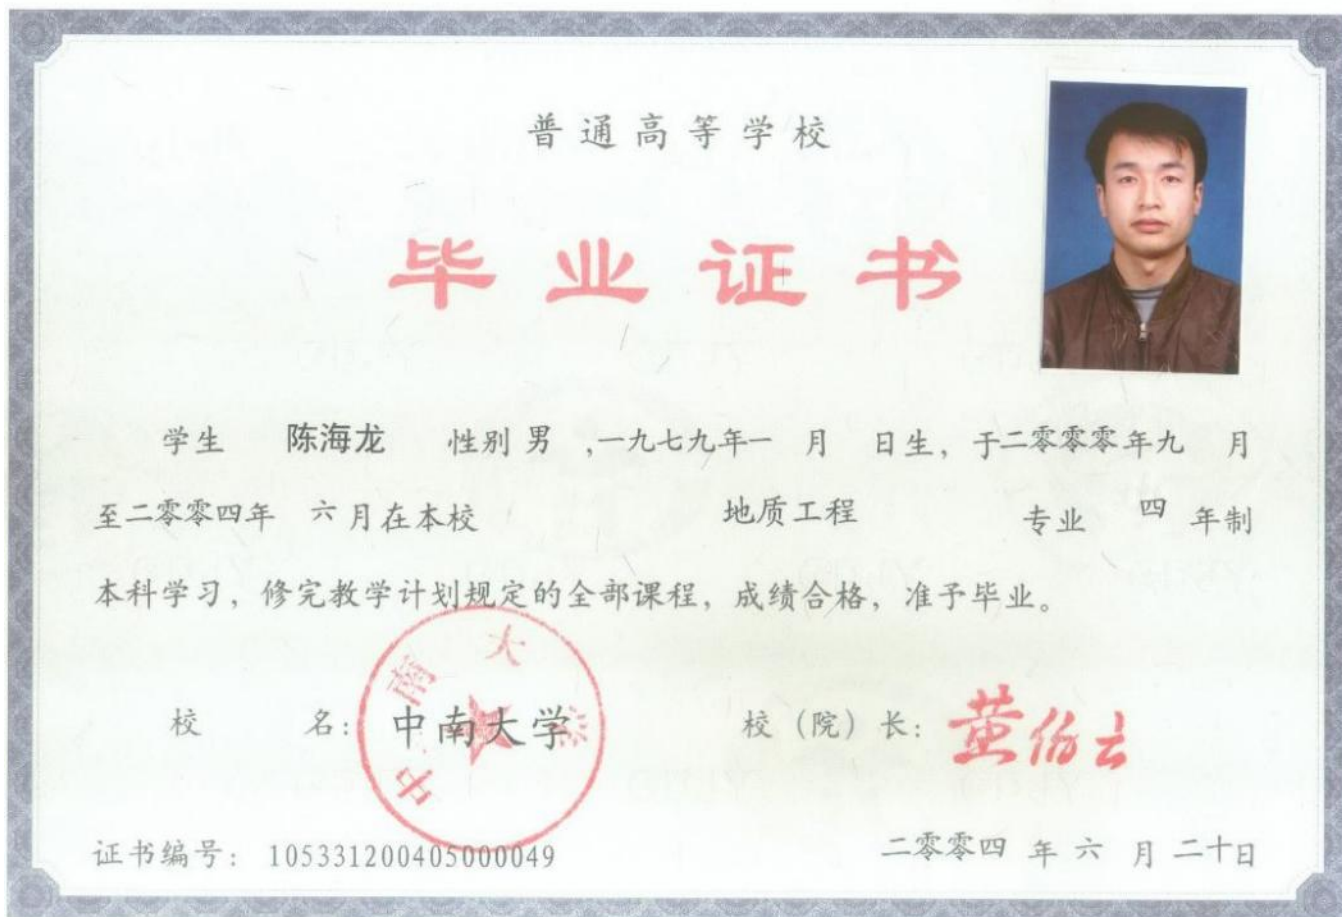 普通高等学校
毕业证书
学生 陈海龙 性别 男 ,一九七九年一 月 日生, 于二零零零年九 月
至二零零四年 六月在本校 地质工程 专业 四 年制
本科学习, 修完教学计划规定的全部课程, 成绩合格, 准予毕业。
校 名: 中南大学 校 (院) 长: 黄伯云
中南大学
证书编号: 105331200405000049 二零零四 年 六 月 二十日